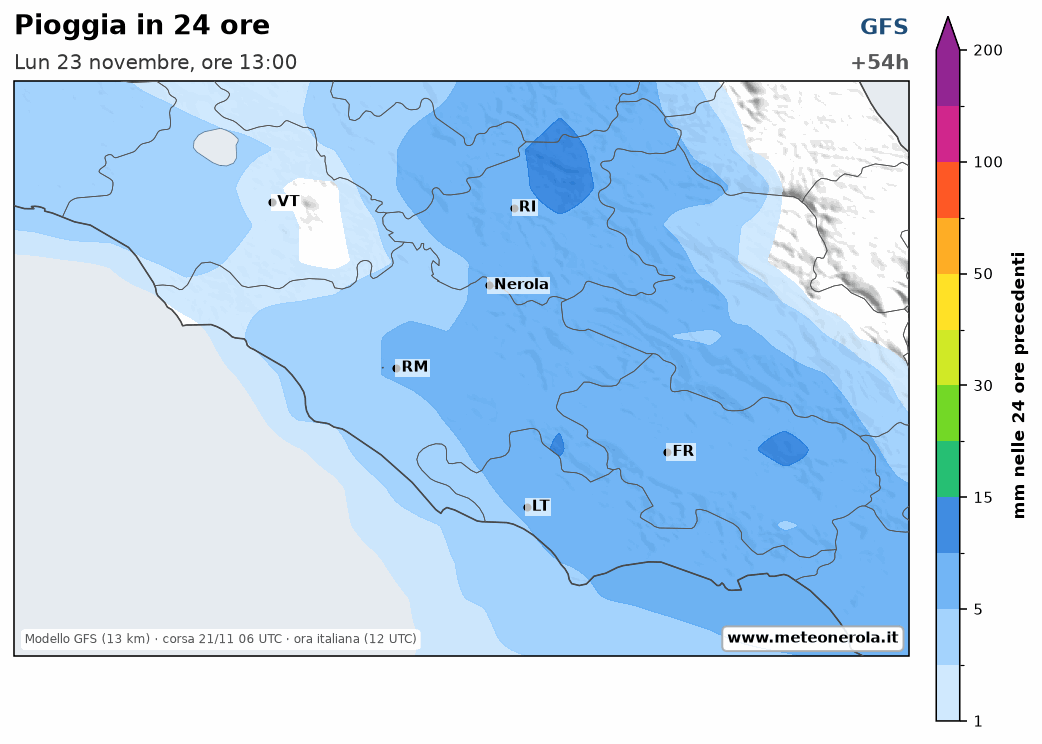 Pioggia in 24 ore
GFS
Lun 23 novembre, ore 13:00
+54h
200
100
50
30
15
5
1
mm nelle 24 ore precedenti
VT
RI
Nerola
RM
FR
LT
Modello GFS (13 km) · corsa 21/11 06 UTC · ora italiana (12 UTC)
www.meteonerola.it